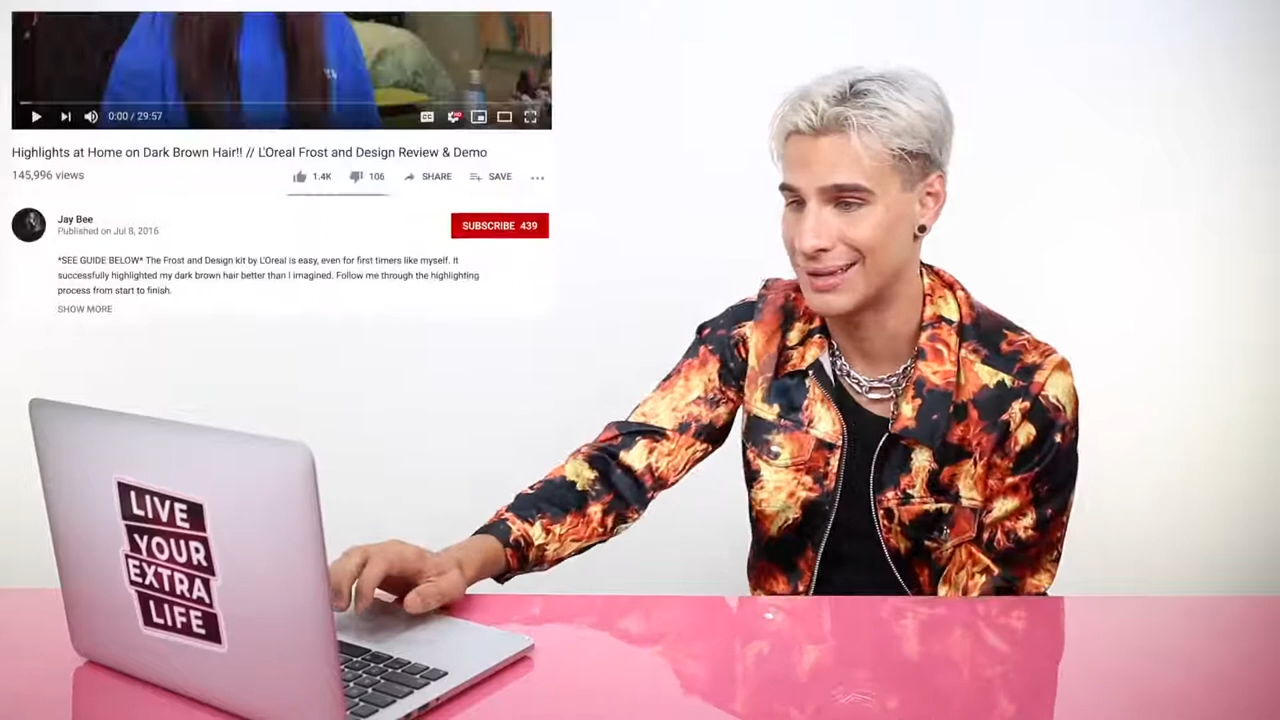 0:00 / 29:57
CC
HD
Highlights at Home on Dark Brown Hair!! // L'Oreal Frost and Design Review & Demo
145,996 views
1.4K
106
SHARE
SAVE
Jay Bee
Published on Jul 8, 2016
SUBSCRIBE 439
*SEE GUIDE BELOW* The Frost and Design kit by L'Oreal is easy, even for first timers like myself. It
successfully highlighted my dark brown hair better than I imagined. Follow me through the highlighting
process from start to finish.
SHOW MORE
LIVE
YOUR
EXTRA
LIFE